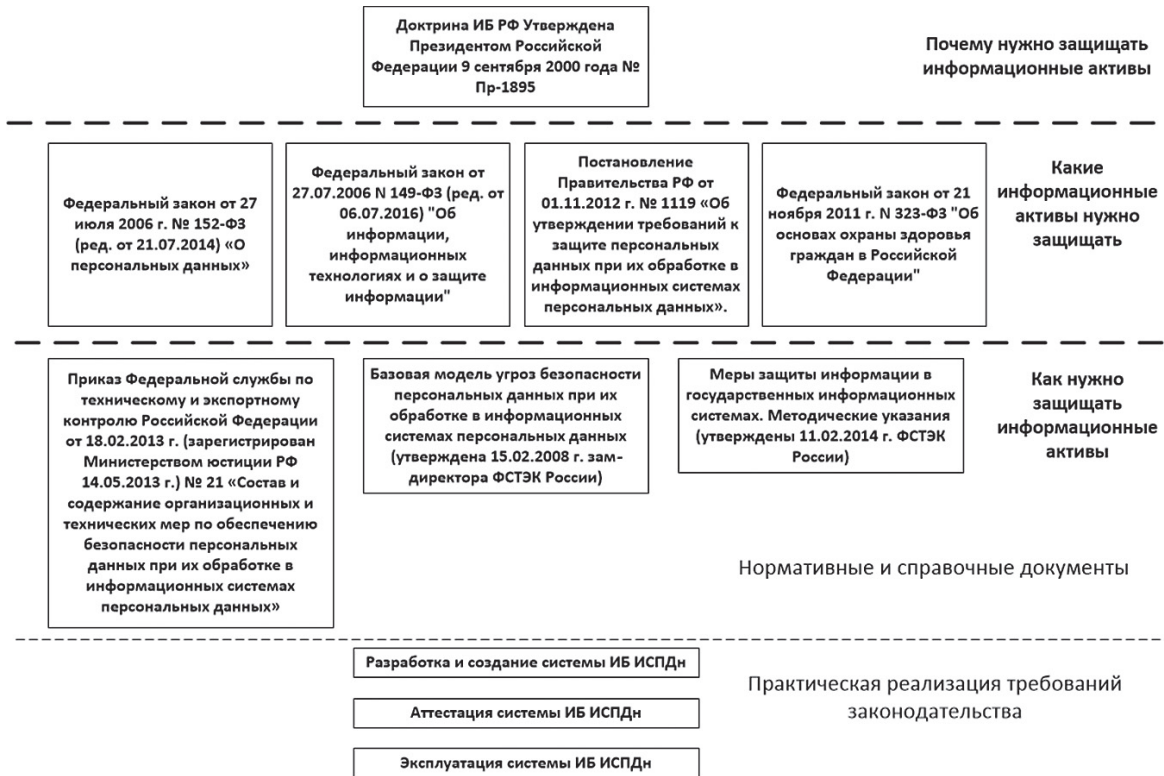 Доктрина ИБ РФ Утверждена
Президентом Российской
Федерации 9 сентября 2000 года №
Пр-1895
Почему нужно защищать
информационные активы
Федеральный закон от 27
июля 2006 г. № 152-ФЗ
(ред. от 21.07.2014) «О
персональных данных»
Федеральный закон от
27.07.2006 N 149-ФЗ (ред. от
06.07.2016) "Об
информации,
информационных
технологиях и о защите
информации"
Постановление
Правительства РФ от
01.11.2012 г. № 1119 «Об
утверждении требований к
защите персональных
данных при их обработке в
информационных системах
персональных данных».
Федеральный закон от 21
ноября 2011 г. N 323-ФЗ "Об
основах охраны здоровья
граждан в Российской
Федерации"
Какие
информационные
активы нужно
защищать
Приказ Федеральной службы по
техническому и экспортному
контролю Российской Федерации
от 18.02.2013 г. (зарегистрирован
Министерством юстиции РФ
14.05.2013 г.) № 21 «Состав и
содержание организационных и
технических мер по обеспечению
безопасности персональных
данных при их обработке в
информационных системах
персональных данных»
Базовая модель угроз безопасности
персональных данных при их
обработке в информационных
системах персональных данных
(утверждена 15.02.2008 г. зам-
директора ФСТЭК России)
Меры защиты информации в
государственных информационных
системах. Методические указания
(утверждены 11.02.2014 г. ФСТЭК
России)
Как нужно
защищать
информационные
активы
Нормативные и справочные документы
Разработка и создание системы ИБ ИСПДн
Аттестация системы ИБ ИСПДн
Эксплуатация системы ИБ ИСПДн
Практическая реализация требований
законодательства